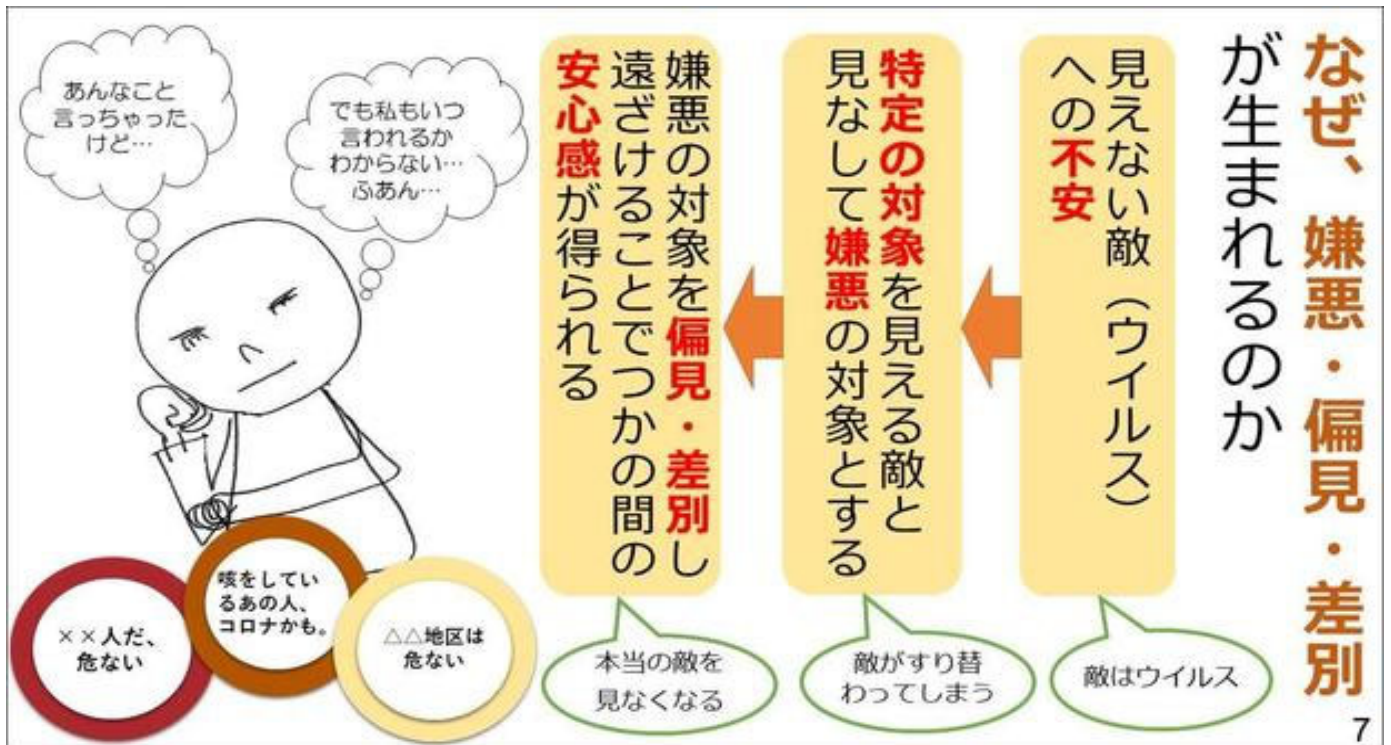 なぜ、嫌悪・偏見・差別
が生まれるのか
見えない敵（ウイルス）
への不安
敵はウイルス
特定の対象を見える敵と
見なして嫌悪の対象とする
敵がすり替
わってしまう
嫌悪の対象を偏見・差別し
遠ざけることでつかの間の
安心感が得られる
本当の敵を
見なくなる
あんなこと
言っちゃった
けど…
でも私もいつ
言われるか
わからない…
ふあん…
××人だ、
危ない
咳をしてい
るあの人、
コロナかも。
△△地区は
危ない
7